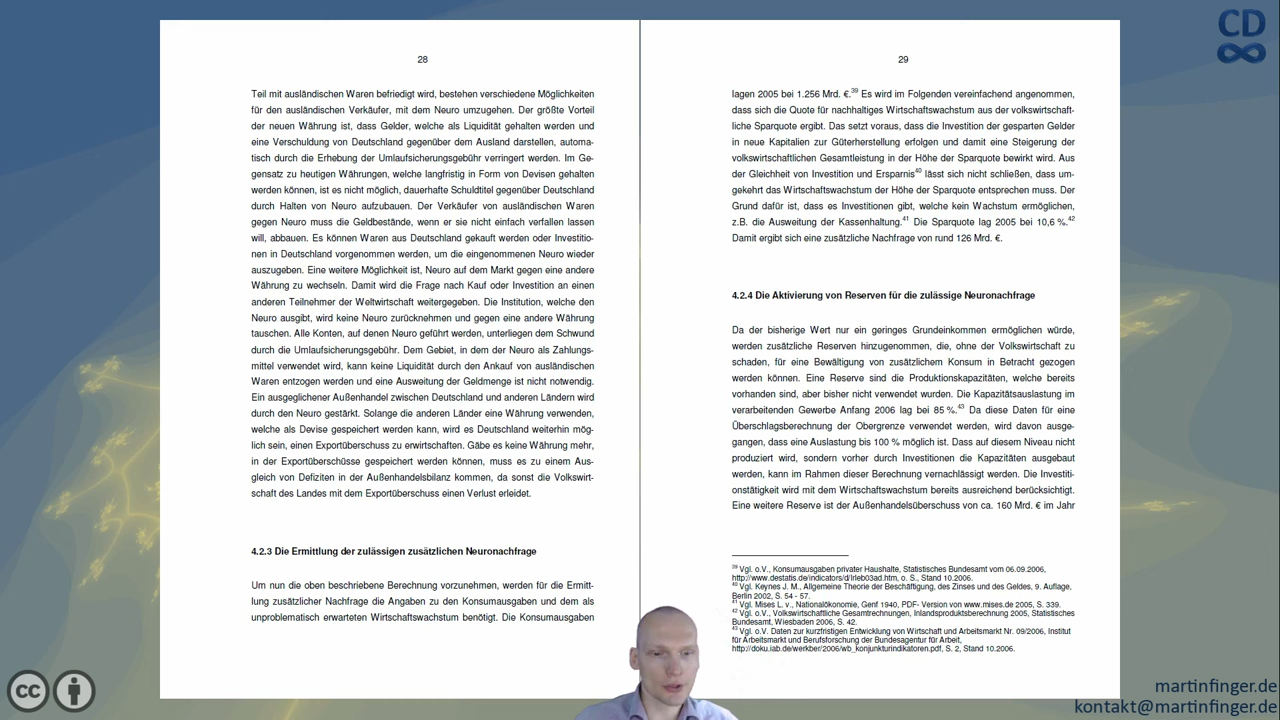 28
Teil mit ausländischen Waren befriedigt wird, bestehen verschiedene Möglichkeiten
für den ausländischen Verkäufer, mit dem Neuro umzugehen. Der größte Vorteil
der neuen Währung ist, dass Gelder, welche als Liquidität gehalten werden und
eine Verschuldung von Deutschland gegenüber dem Ausland darstellen, automa-
tisch durch die Erhebung der Umlaufsicherungsgebühr verringert werden. Im Ge-
gensatz zu heutigen Währungen, welche langfristig in Form von Devisen gehalten
werden können, ist es nicht möglich, dauerhafte Schuldtitel gegenüber Deutschland
durch Halten von Neuro aufzubauen. Der Verkäufer von ausländischen Waren
gegen Neuro muss die Geldbestände, wenn er sie nicht einfach verfallen lassen
will, abbauen. Es können Waren aus Deutschland gekauft werden oder Investitio-
nen in Deutschland vorgenommen werden, um die eingenommenen Neuro wieder
auszugeben. Eine weitere Möglichkeit ist, Neuro auf dem Markt gegen eine andere
Währung zu wechseln. Damit wird die Frage nach Kauf oder Investition an einen
anderen Teilnehmer der Weltwirtschaft weitergegeben. Die Institution, welche den
Neuro ausgibt, wird keine Neuro zurücknehmen und gegen eine andere Währung
tauschen. Alle Konten, auf denen Neuro geführt werden, unterliegen dem Schwund
durch die Umlaufsicherungsgebühr. Dem Gebiet, in dem der Neuro als Zahlungs-
mittel verwendet wird, kann keine Liquidität durch den Ankauf von ausländischen
Waren entzogen werden und eine Ausweitung der Geldmenge ist nicht notwendig.
Ein ausgeglichener Außenhandel zwischen Deutschland und anderen Ländern wird
durch den Neuro gestärkt. Solange die anderen Länder eine Währung verwenden,
welche als Devise gespeichert werden kann, wird es Deutschland weiterhin mög-
lich sein, einen Exportüberschuss zu erwirtschaften. Gäbe es keine Währung mehr,
in der Exportüberschüsse gespeichert werden können, muss es zu einem Aus-
gleich von Defiziten in der Außenhandelsbilanz kommen, da sonst die Volkswirt-
schaft des Landes mit dem Exportüberschuss einen Verlust erleidet.
4.2.3 Die Ermittlung der zulässigen zusätzlichen Neuronachfrage
Um nun die oben beschriebene Berechnung vorzunehmen, werden für die Ermitt-
lung zusätzlicher Nachfrage die Angaben zu den Konsumausgaben und dem als
unproblematisch erwarteten Wirtschaftswachstum benötigt. Die Konsumausgaben
29
lagen 2005 bei 1.256 Mrd. €.39 Es wird im Folgenden vereinfachend angenommen,
dass sich die Quote für nachhaltiges Wirtschaftswachstum aus der volkswirtschaft-
liche Sparquote ergibt. Das setzt voraus, dass die Investition der gesparten Gelder
in neue Kapitalien zur Güterherstellung erfolgen und damit eine Steigerung der
volkswirtschaftlichen Gesamtleistung in der Höhe der Sparquote bewirkt wird. Aus
der Gleichheit von Investition und Ersparnis40 lässt sich nicht schließen, dass um-
gekehrt das Wirtschaftswachstum der Höhe der Sparquote entsprechen muss. Der
Grund dafür ist, dass es Investitionen gibt, welche kein Wachstum ermöglichen,
z.B. die Ausweitung der Kassenhaltung.41 Die Sparquote lag 2005 bei 10,6 %.42
Damit ergibt sich eine zusätzliche Nachfrage von rund 126 Mrd. €.
4.2.4 Die Aktivierung von Reserven für die zulässige Neuronachfrage
Da der bisherige Wert nur ein geringes Grundeinkommen ermöglichen würde,
werden zusätzliche Reserven hinzugenommen, die, ohne der Volkswirtschaft zu
schaden, für eine Bewältigung von zusätzlichem Konsum in Betracht gezogen
werden können. Eine Reserve sind die Produktionskapazitäten, welche bereits
vorhanden sind, aber bisher nicht verwendet wurden. Die Kapazitätsauslastung im
verarbeitenden Gewerbe Anfang 2006 lag bei 85 %.43 Da diese Daten für eine
Überschlagsberechnung der Obergrenze verwendet werden, wird davon ausge-
gangen, dass eine Auslastung bis 100 % möglich ist. Dass auf diesem Niveau nicht
produziert wird, sondern vorher durch Investitionen die Kapazitäten ausgebaut
werden, kann im Rahmen dieser Berechnung vernachlässigt werden. Die Investiti-
onstätigkeit wird mit dem Wirtschaftswachstum bereits ausreichend berücksichtigt.
Eine weitere Reserve ist der Außenhandelsüberschuss von ca. 160 Mrd. € im Jahr
39 Vgl. o.V., Konsumausgaben privater Haushalte, Statistisches Bundesamt vom 06.09.2006,
http://www.destatis.de/indicators/d/lrleb03ad.htm, o. S., Stand 10.2006.
40 Vgl. Keynes J. M., Allgemeine Theorie der Beschäftigung, des Zinses und des Geldes, 9. Auflage,
Berlin 2002, S. 54 - 57.
41 Vgl. Mises L. v., Nationalökonomie, Genf 1940, PDF- Version von www.mises.de 2005, S. 339.
42 Vgl. o.V., Volkswirtschaftliche Gesamtrechnungen, Inlandsproduktsberechnung 2005, Statistisches
Bundesamt, Wiesbaden 2006, S. 42.
43 Vgl. o.V. Daten zur kurzfristigen Entwicklung von Wirtschaft und Arbeitsmarkt Nr. 09/2006, Institut
für Arbeitsmarkt und Berufsforschung der Bundesagentur für Arbeit,
http://doku.iab.de/werkber/2006/wb_konjunkturindikatoren.pdf, S. 2, Stand 10.2006.
CD
cc
martinfinger.de
kontakt@martinfinger.de